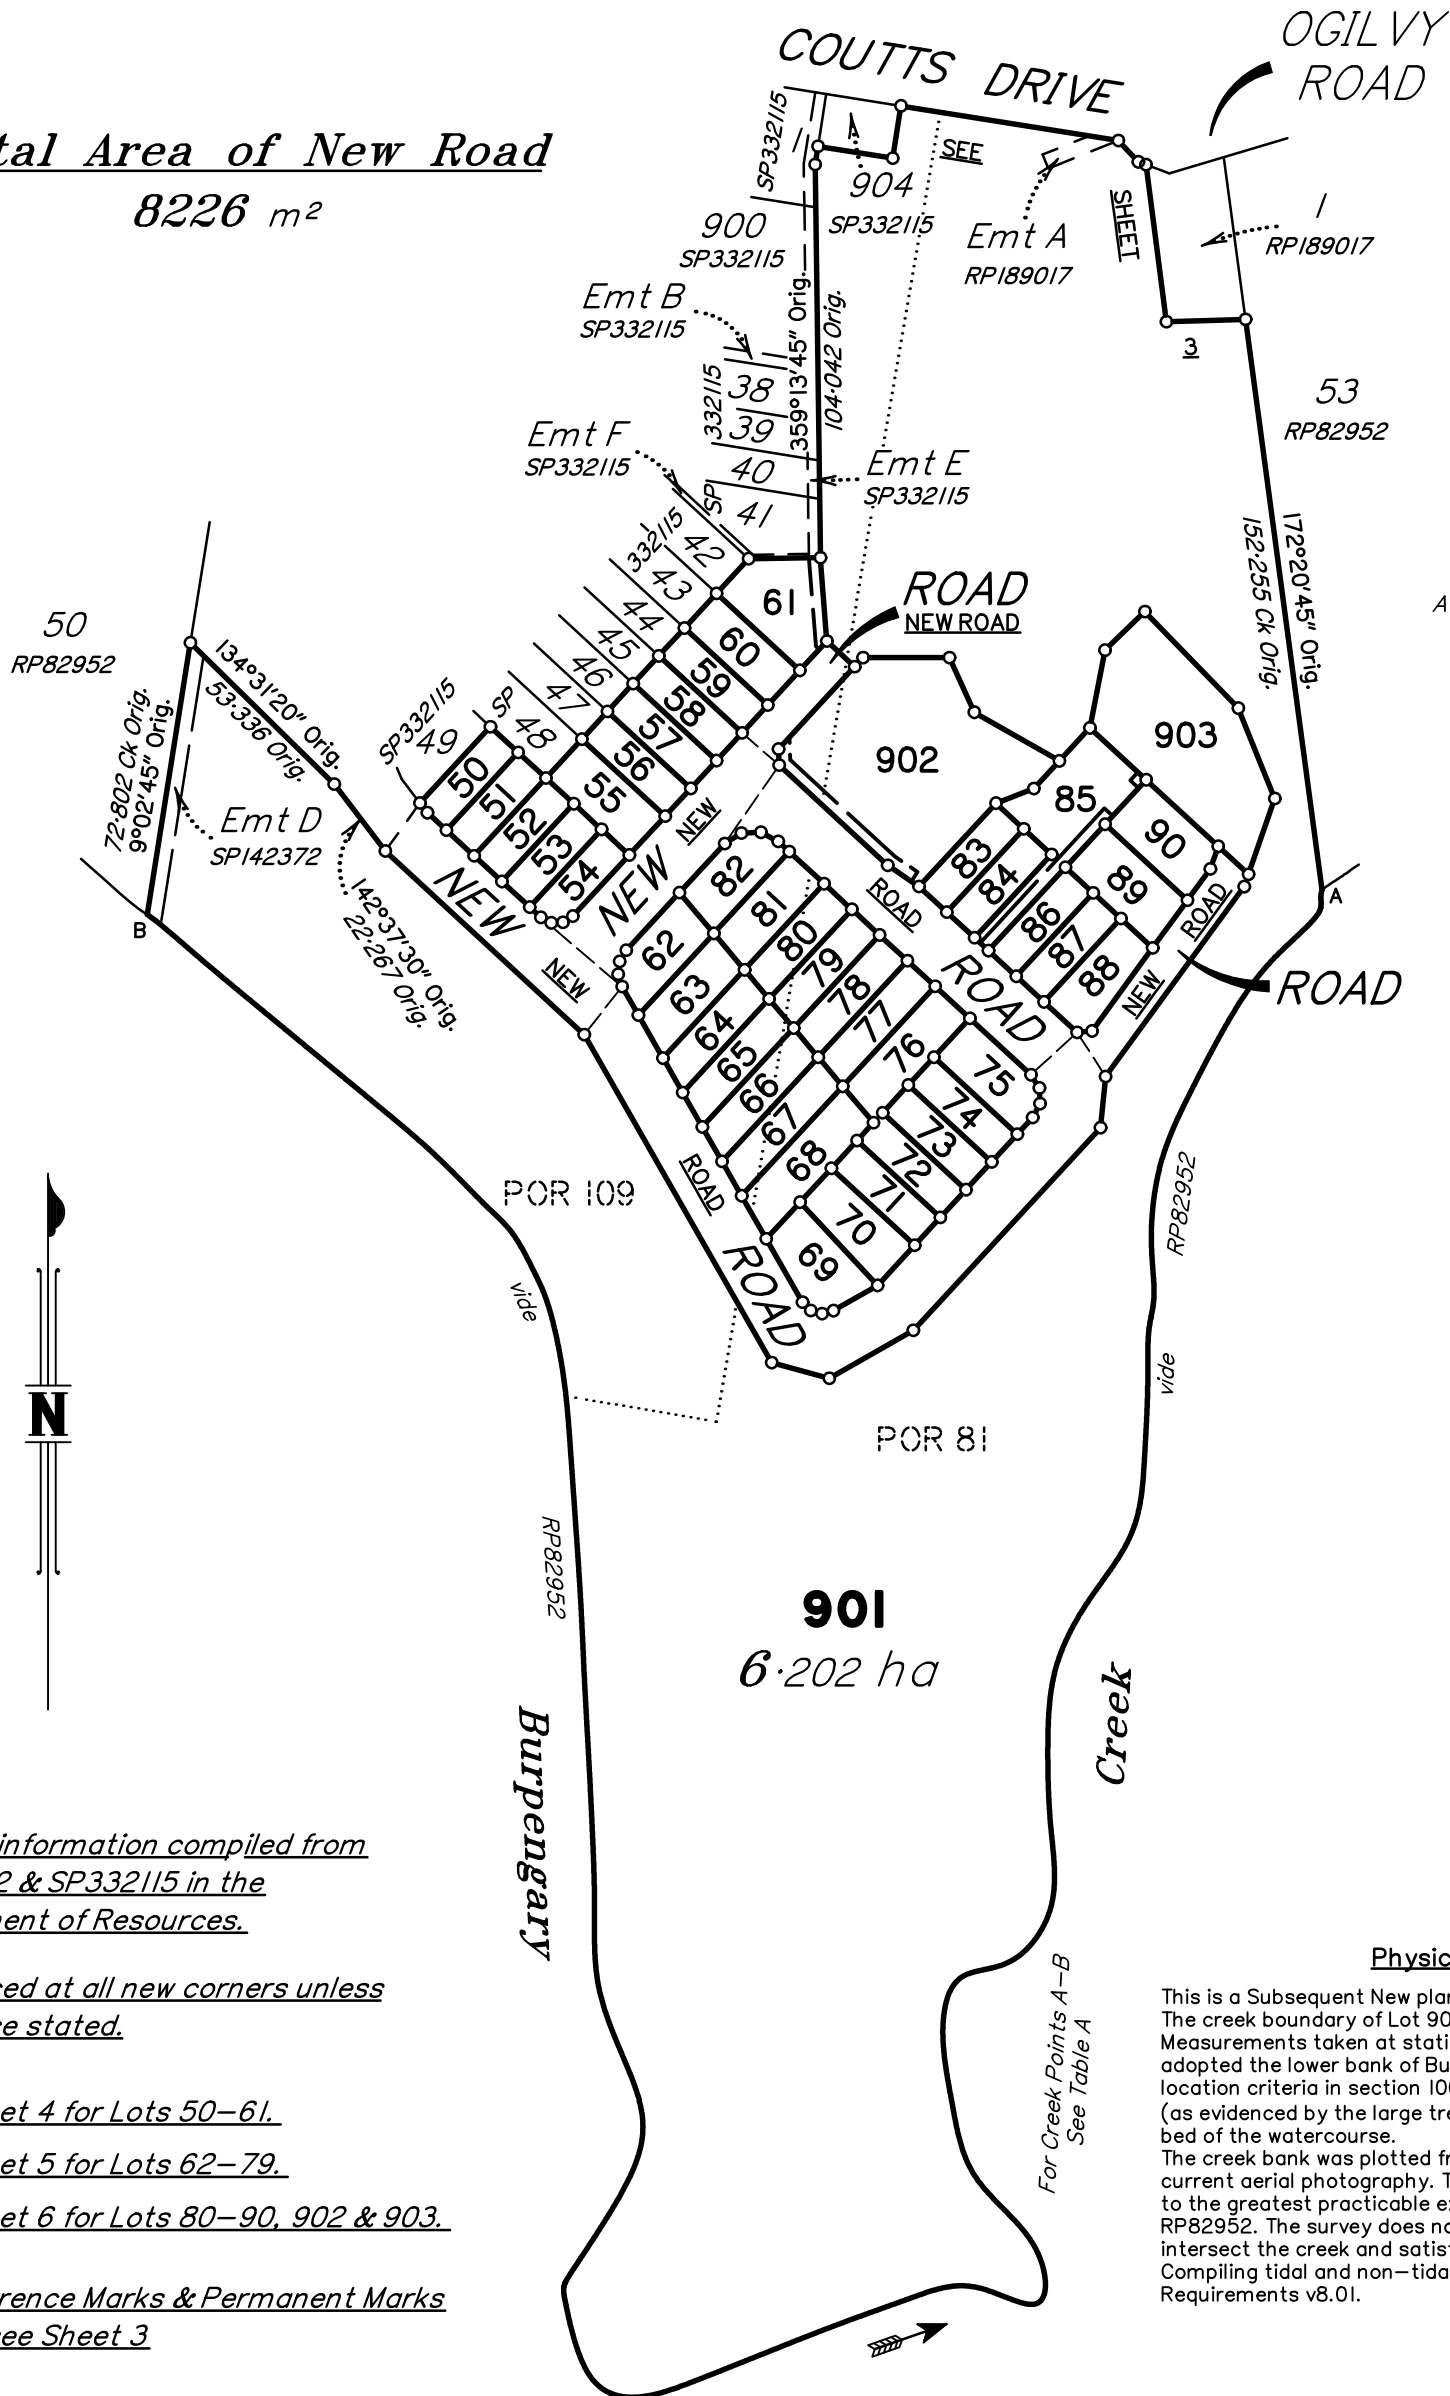 COUTTS DRIVE
OGILVY
ROAD
tal Area of New Road
8226 m²
SP332115
904
SP332115
SEE
SHEET
3
Emt A
RP189017
1
RP189017
900
SP332115
Emt B
SP332115
359°13'45" Orig.
104·042 Orig.
332115
SP
38
39
40
41
Emt F
SP332115
Emt E
SP332115
53
RP82952
172°20'45" Orig.
152·255 Ck Orig.
A
50
RP82952
134°31'20" Orig.
53·336 Orig.
72·802 Ck Orig.
9°02'45" Orig.
Emt D
SP142372
B
142°37'30" Orig.
22·267 Orig.
SP332115
49
SP
48
47
46
45
44
43
42
332115
61
60
59
58
57
56
55
54
53
52
51
50
ROAD
NEW ROAD
902
903
85
83
84
90
89
86
87
88
A
NEW
NEW
NEW
NEW
ROAD
ROAD
ROAD
NEW
ROAD
82
81
80
79
78
77
76
75
74
73
72
71
70
69
68
67
66
65
64
63
62
ROAD
ROAD
POR 109
vide
RP82952
RP82952
vide
POR 81
N
901
6·202 ha
Burpengary
Creek
For Creek Points A–B
See Table A
information compiled from
2 & SP332115 in the
ment of Resources.
ced at all new corners unless
se stated.
et 4 for Lots 50–61.
et 5 for Lots 62–79.
et 6 for Lots 80–90, 902 & 903.
rence Marks & Permanent Marks
see Sheet 3
Physic
This is a Subsequent New plan
The creek boundary of Lot 90
Measurements taken at stati
adopted the lower bank of Bu
location criteria in section 100
(as evidenced by the large tre
bed of the watercourse.
The creek bank was plotted fr
current aerial photography. T
to the greatest practicable ex
RP82952. The survey does no
intersect the creek and satisf
Compiling tidal and non–tida
Requirements v8.01.